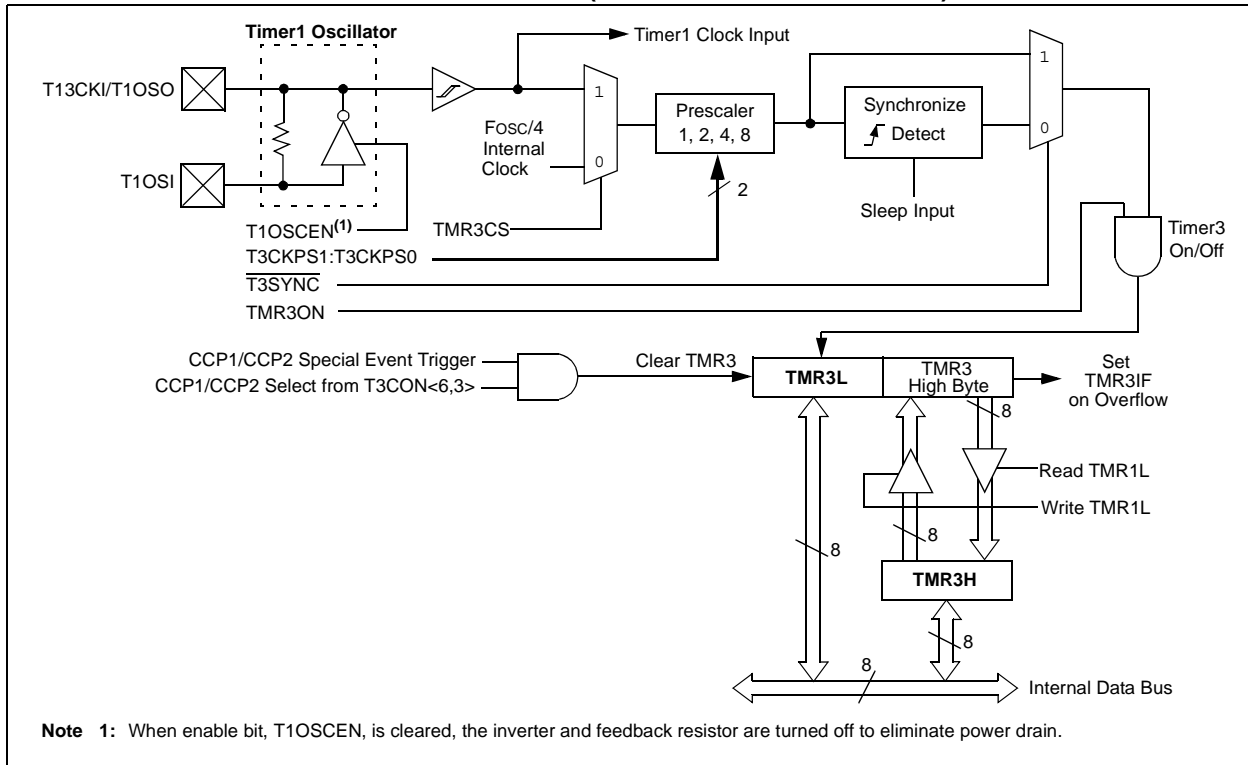 Timer1 Oscillator
Timer1 Clock Input
T13CKI/T1OSO
1
1
Prescaler
1, 2, 4, 8
Synchronize
Detect
FOSC/4
Internal
Clock
0
0
T1OSI
2
Sleep Input
T1OSCEN(1)
TMR3CS
Timer3
On/Off
T3CKPS1:T3CKPS0
T3SYNC
TMR3ON
CCP1/CCP2 Special Event Trigger
CCP1/CCP2 Select from T3CON<6,3>
Clear TMR3
TMR3L
TMR3
High Byte
Set
TMR3IF
on Overflow
8
Read TMR1L
Write TMR1L
8
8
TMR3H
8
8
Internal Data Bus
Note 1: When enable bit, T1OSCEN, is cleared, the inverter and feedback resistor are turned off to eliminate power drain.